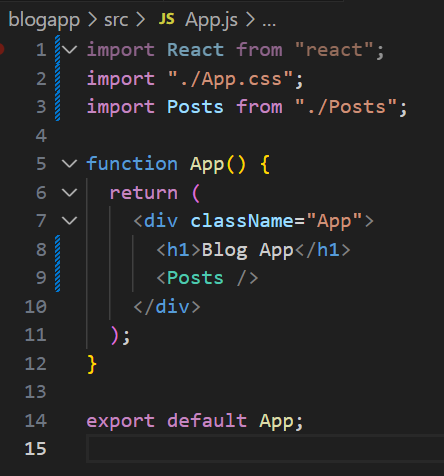 blogapp > src > JS App.js > ...
1 import React from "react";
2 import "./App.css";
3 import Posts from "./Posts";
4
5 function App() {
6 return (
7 <div className="App">
8 <h1>Blog App</h1>
9 <Posts />
10 </div>
11 );
12 }
13
14 export default App;
15